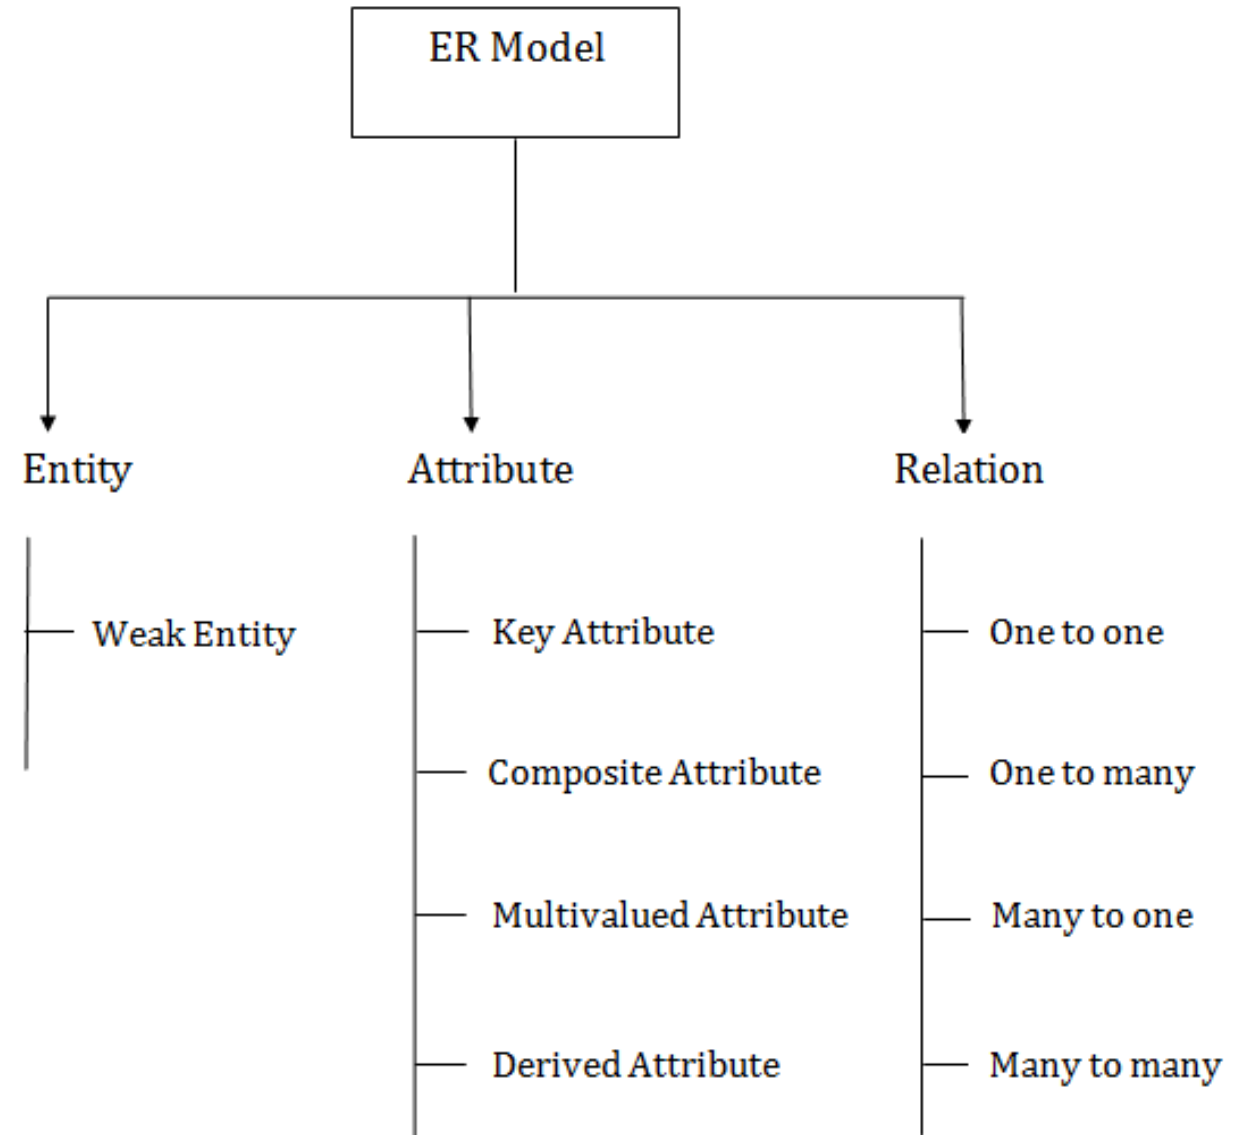 ER Model
Entity
Attribute
Relation
Weak Entity
Key Attribute
One to one
Composite Attribute
One to many
Multivalued Attribute
Many to one
Derived Attribute
Many to many